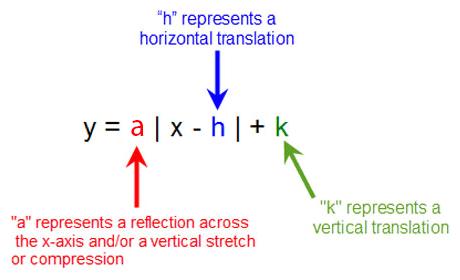 “h” represents a
horizontal translation
y = a | x - h | + k
"a" represents a reflection across
the x-axis and/or a vertical stretch
or compression
"k" represents a
vertical translation